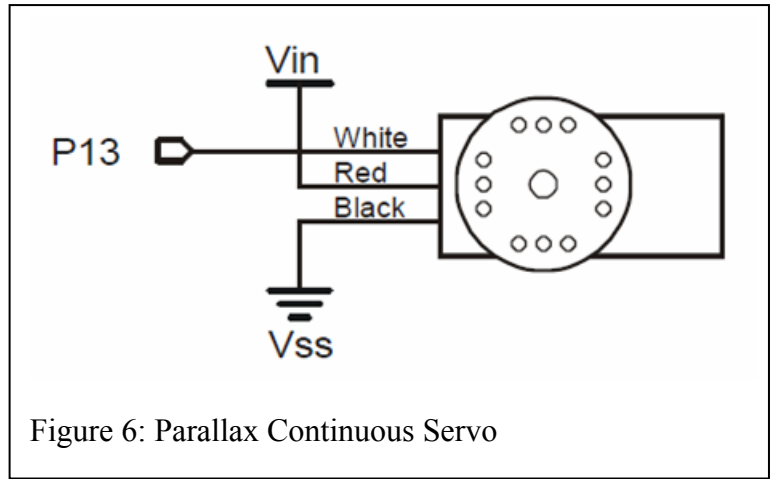 Vin
P13
White
Red
Black
Vss
Figure 6: Parallax Continuous Servo